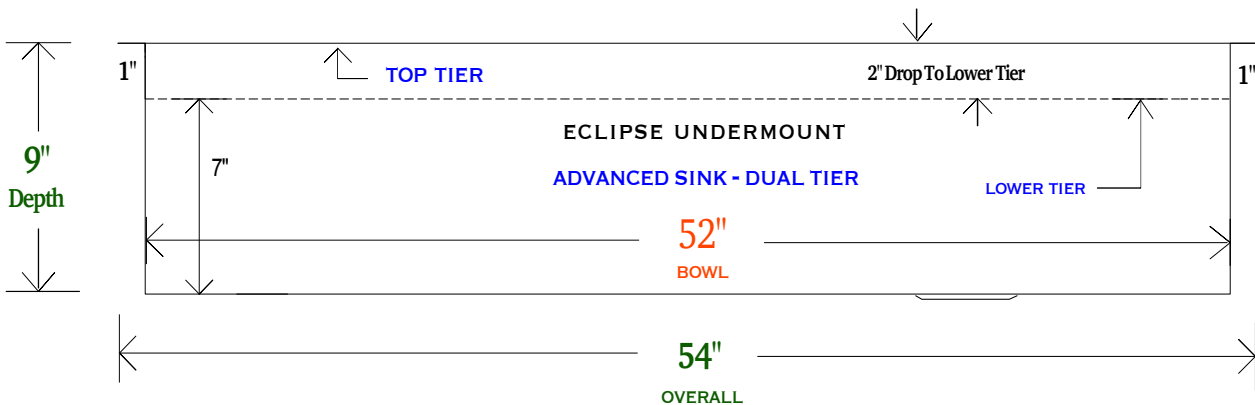 1"
TOP TIER
2" Drop To Lower Tier
1"
ECLIPSE UNDERMOUNT
9"
Depth
7"
ADVANCED SINK - DUAL TIER
LOWER TIER
52"
BOWL
54"
OVERALL